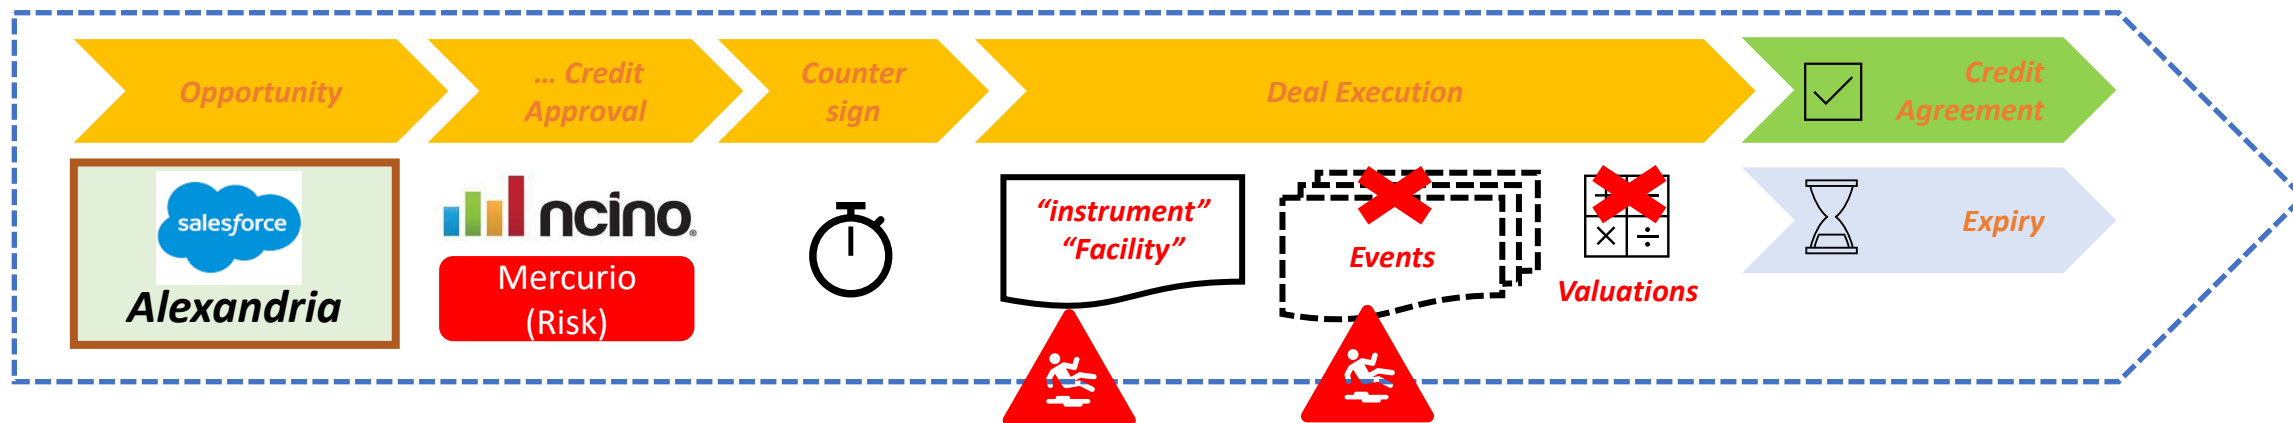 Opportunity
… Credit
Approval
Counter
sign
Deal Execution
Credit
Agreement
salesforce
Alexandria
ncino
Mercurio
(Risk)
“instrument”
“Facility”
Events
Valuations
Expiry